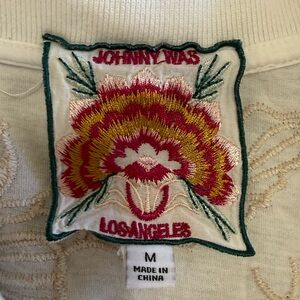 JOHNNY WAS
LOS ANGELES
M
MADE IN
CHINA